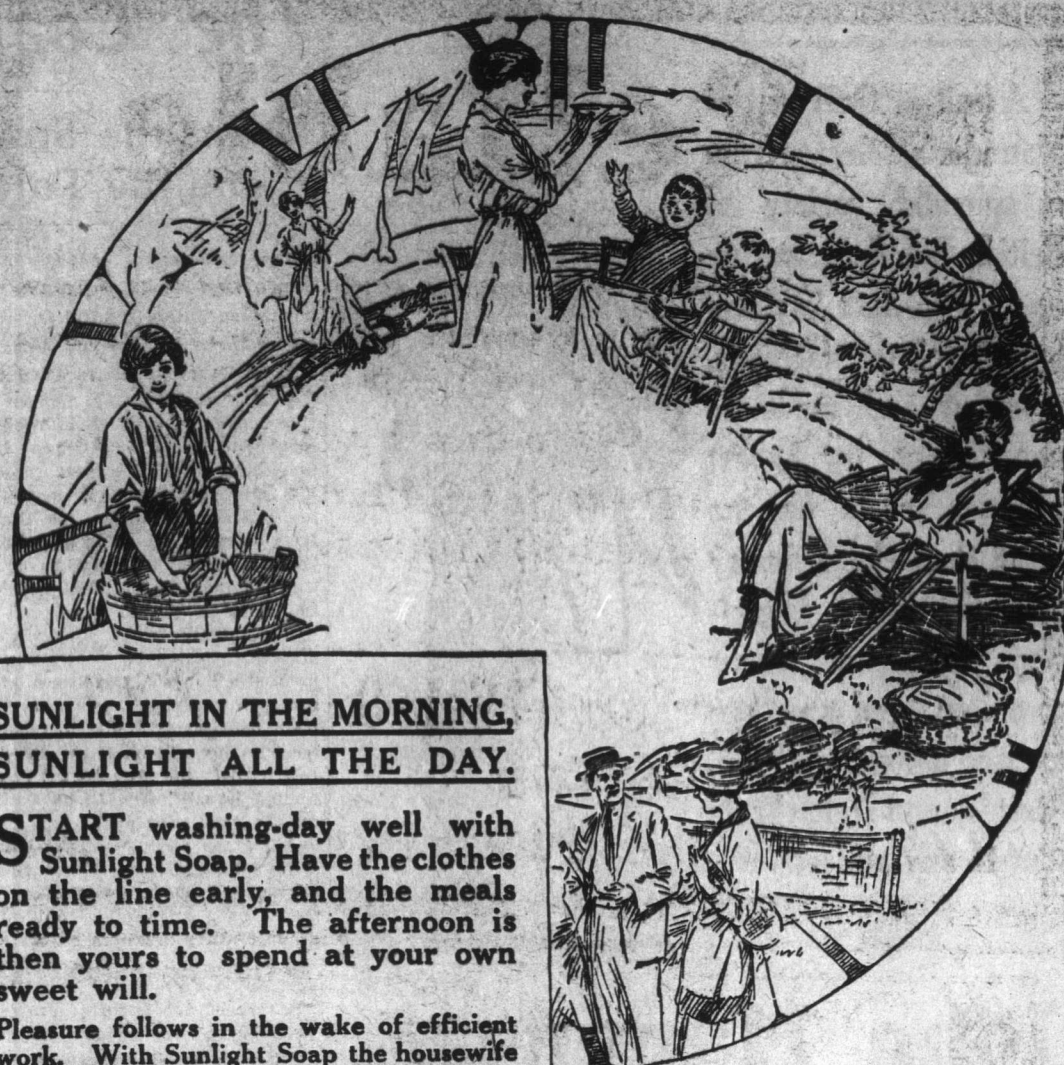 SUNLIGHT IN THE MORNING,
SUNLIGHT ALL THE DAY.
START washing-day well with
Sunlight Soap. Have the clothes
on the line early, and the meals
ready to time. The afternoon is
then yours to spend at your own
sweet will.
Pleasure follows in the wake of efficient
work. With Sunlight Soap the housewife